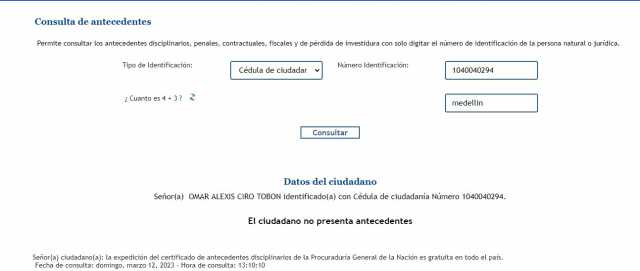 Consulta de antecedentes
Permite consultar los antecedentes disciplinarios, penales, contractuales, fiscales y de pérdida de investidura con solo digitar el número de identificación de la persona natural o jurídica.
Tipo de Identificación: Cédula de ciudadar Número Identificación: 1040040294
¿ Cuanto es 4 + 3 ? medellin
Consultar
Datos del ciudadano
Señor(a) OMAR ALEXIS CIRO TOBON identificado(a) con Cédula de ciudadanía Número 1040040294.
El ciudadano no presenta antecedentes
Señor(a) ciudadano(a): la expedición del certificado de antecedentes disciplinarios de la Procuraduría General de la Nación es gratuita en todo el país.
Fecha de consulta: domingo, marzo 12, 2023 - Hora de consulta: 13:10:10